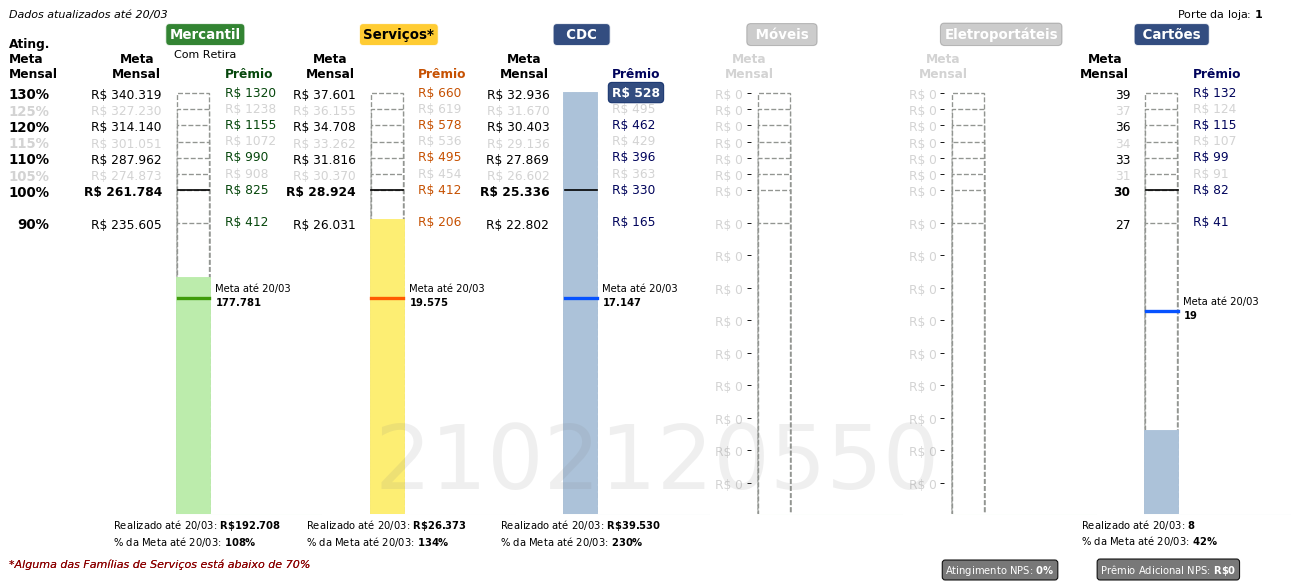 Dados atualizados até 20/03
Porte da loja: 1
Mercantil
Serviços*
CDC
Móveis
Eletroportáteis
Cartões
Com Retira
Ating. Meta Mensal
Meta Mensal Prêmio Meta Mensal Prêmio Meta Mensal Prêmio Meta Mensal Meta Mensal Meta Mensal Prêmio
130% R$ 340.319 R$ 1320 R$ 37.601 R$ 660 R$ 32.936 R$ 528 R$ 0 R$ 0 39 R$ 132
125% R$ 327.230 R$ 1238 R$ 36.155 R$ 619 R$ 31.670 R$ 495 R$ 0 R$ 0 37 R$ 124
120% R$ 314.140 R$ 1155 R$ 34.708 R$ 578 R$ 30.403 R$ 462 R$ 0 R$ 0 36 R$ 115
115% R$ 301.051 R$ 1072 R$ 33.262 R$ 536 R$ 29.136 R$ 429 R$ 0 R$ 0 34 R$ 107
110% R$ 287.962 R$ 990 R$ 31.816 R$ 495 R$ 27.869 R$ 396 R$ 0 R$ 0 33 R$ 99
105% R$ 274.873 R$ 908 R$ 30.370 R$ 454 R$ 26.602 R$ 363 R$ 0 R$ 0 31 R$ 91
100% R$ 261.784 R$ 825 R$ 28.924 R$ 412 R$ 25.336 R$ 330 R$ 0 R$ 0 30 R$ 82
90% R$ 235.605 R$ 412 R$ 26.031 R$ 206 R$ 22.802 R$ 165 R$ 0 R$ 0 27 R$ 41
R$ 0 R$ 0
Meta até 20/03 Meta até 20/03 Meta até 20/03 R$ 0 R$ 0 Meta até 20/03
177.781 19.575 17.147 19
R$ 0 R$ 0
R$ 0 R$ 0
R$ 0 R$ 0
R$ 0 R$ 0
R$ 0 R$ 0
R$ 0 R$ 0
2102120550
Realizado até 20/03: R$192.708 Realizado até 20/03: R$26.373 Realizado até 20/03: R$39.530 Realizado até 20/03: 8
% da Meta até 20/03: 108% % da Meta até 20/03: 134% % da Meta até 20/03: 230% % da Meta até 20/03: 42%
*Alguma das Famílias de Serviços está abaixo de 70%
Atingimento NPS: 0%
Prêmio Adicional NPS: R$0